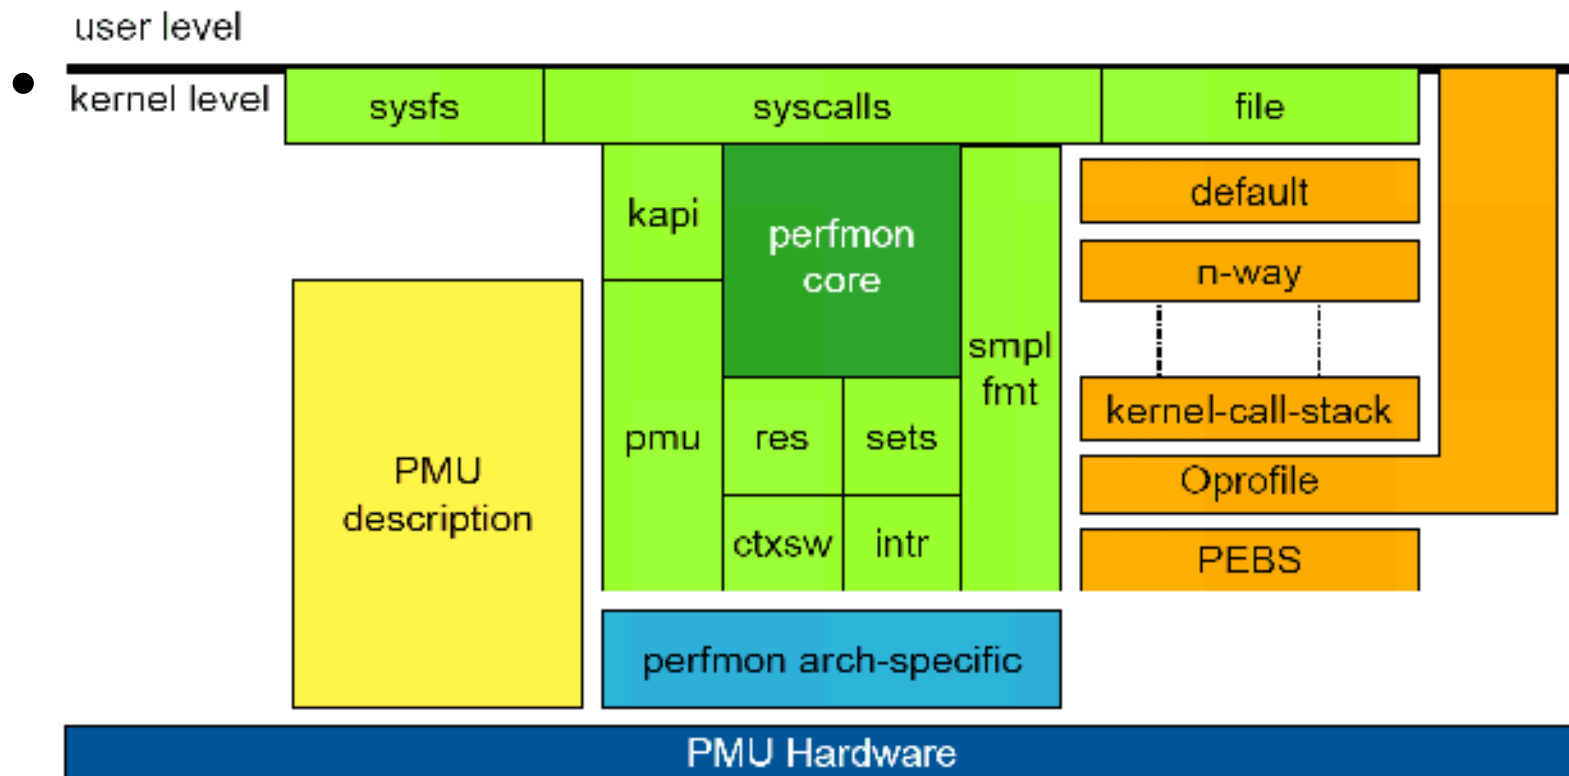 user level
kernel level
sysfs
syscalls
file
kapi
perfmon
core
default
n-way
smpl
fmt
kernel-call-stack
pmu
res
sets
PMU
description
Oprofile
ctxsw
intr
PEBS
perfmon arch-specific
PMU Hardware